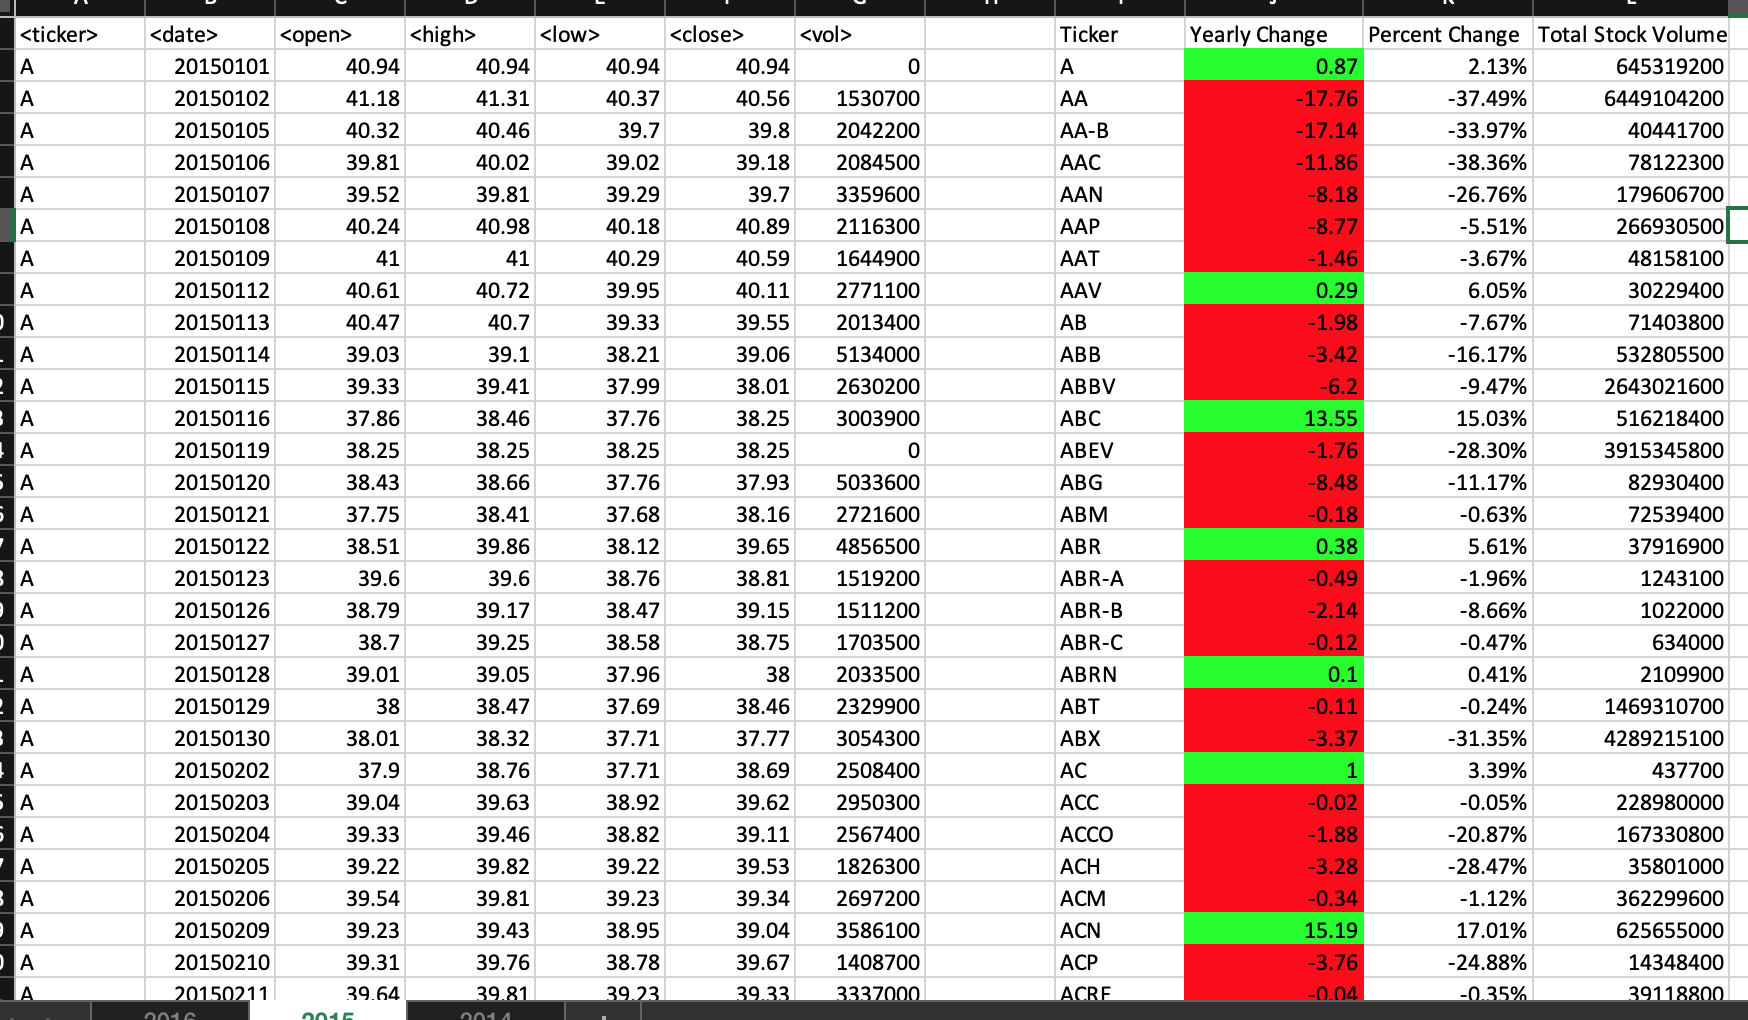 <ticker> <date> <open> <high> <low> <close> <vol> Ticker Yearly Change Percent Change Total Stock Volume
A 20150101 40.94 40.94 40.94 40.94 0 A 0.87 2.13% 645319200
A 20150102 41.18 41.31 40.37 40.56 1530700 AA -17.76 -37.49% 6449104200
A 20150105 40.32 40.46 39.7 39.8 2042200 AA-B -17.14 -33.97% 40441700
A 20150106 39.81 40.02 39.02 39.18 2084500 AAC -11.86 -38.36% 78122300
A 20150107 39.52 39.81 39.29 39.7 3359600 AAN -8.18 -26.76% 179606700
A 20150108 40.24 40.98 40.18 40.89 2116300 AAP -8.77 -5.51% 266930500
A 20150109 41 41 40.29 40.59 1644900 AAT -1.46 -3.67% 48158100
A 20150112 40.61 40.72 39.95 40.11 2771100 AAV 0.29 6.05% 30229400
A 20150113 40.47 40.7 39.33 39.55 2013400 AB -1.98 -7.67% 71403800
A 20150114 39.03 39.1 38.21 39.06 5134000 ABB -3.42 -16.17% 532805500
A 20150115 39.33 39.41 37.99 38.01 2630200 ABBV -6.2 -9.47% 2643021600
A 20150116 37.86 38.46 37.76 38.25 3003900 ABC 13.55 15.03% 516218400
A 20150119 38.25 38.25 38.25 38.25 0 ABEV -1.76 -28.30% 3915345800
A 20150120 38.43 38.66 37.76 37.93 5033600 ABG -8.48 -11.17% 82930400
A 20150121 37.75 38.41 37.68 38.16 2721600 ABM -0.18 -0.63% 72539400
A 20150122 38.51 39.86 38.12 39.65 4856500 ABR 0.38 5.61% 37916900
A 20150123 39.6 39.6 38.76 38.81 1519200 ABR-A -0.49 -1.96% 1243100
A 20150126 38.79 39.17 38.47 39.15 1511200 ABR-B -2.14 -8.66% 1022000
A 20150127 38.7 39.25 38.58 38.75 1703500 ABR-C -0.12 -0.47% 634000
A 20150128 39.01 39.05 37.96 38 2033500 ABRN 0.1 0.41% 2109900
A 20150129 38 38.47 37.69 38.46 2329900 ABT -0.11 -0.24% 1469310700
A 20150130 38.01 38.32 37.71 37.77 3054300 ABX -3.37 -31.35% 4289215100
A 20150202 37.9 38.76 37.71 38.69 2508400 AC 1 3.39% 437700
A 20150203 39.04 39.63 38.92 39.62 2950300 ACC -0.02 -0.05% 228980000
A 20150204 39.33 39.46 38.82 39.11 2567400 ACCO -1.88 -20.87% 167330800
A 20150205 39.22 39.82 39.22 39.53 1826300 ACH -3.28 -28.47% 35801000
A 20150206 39.54 39.81 39.23 39.34 2697200 ACM -0.34 -1.12% 362299600
A 20150209 39.23 39.43 38.95 39.04 3586100 ACN 15.19 17.01% 625655000
A 20150210 39.31 39.76 38.78 39.67 1408700 ACP -3.76 -24.88% 14348400
A 20150211 39.64 39.81 39.23 39.33 3337000 ACRE -0.04 -0.35% 39118800
2016 2015 2014